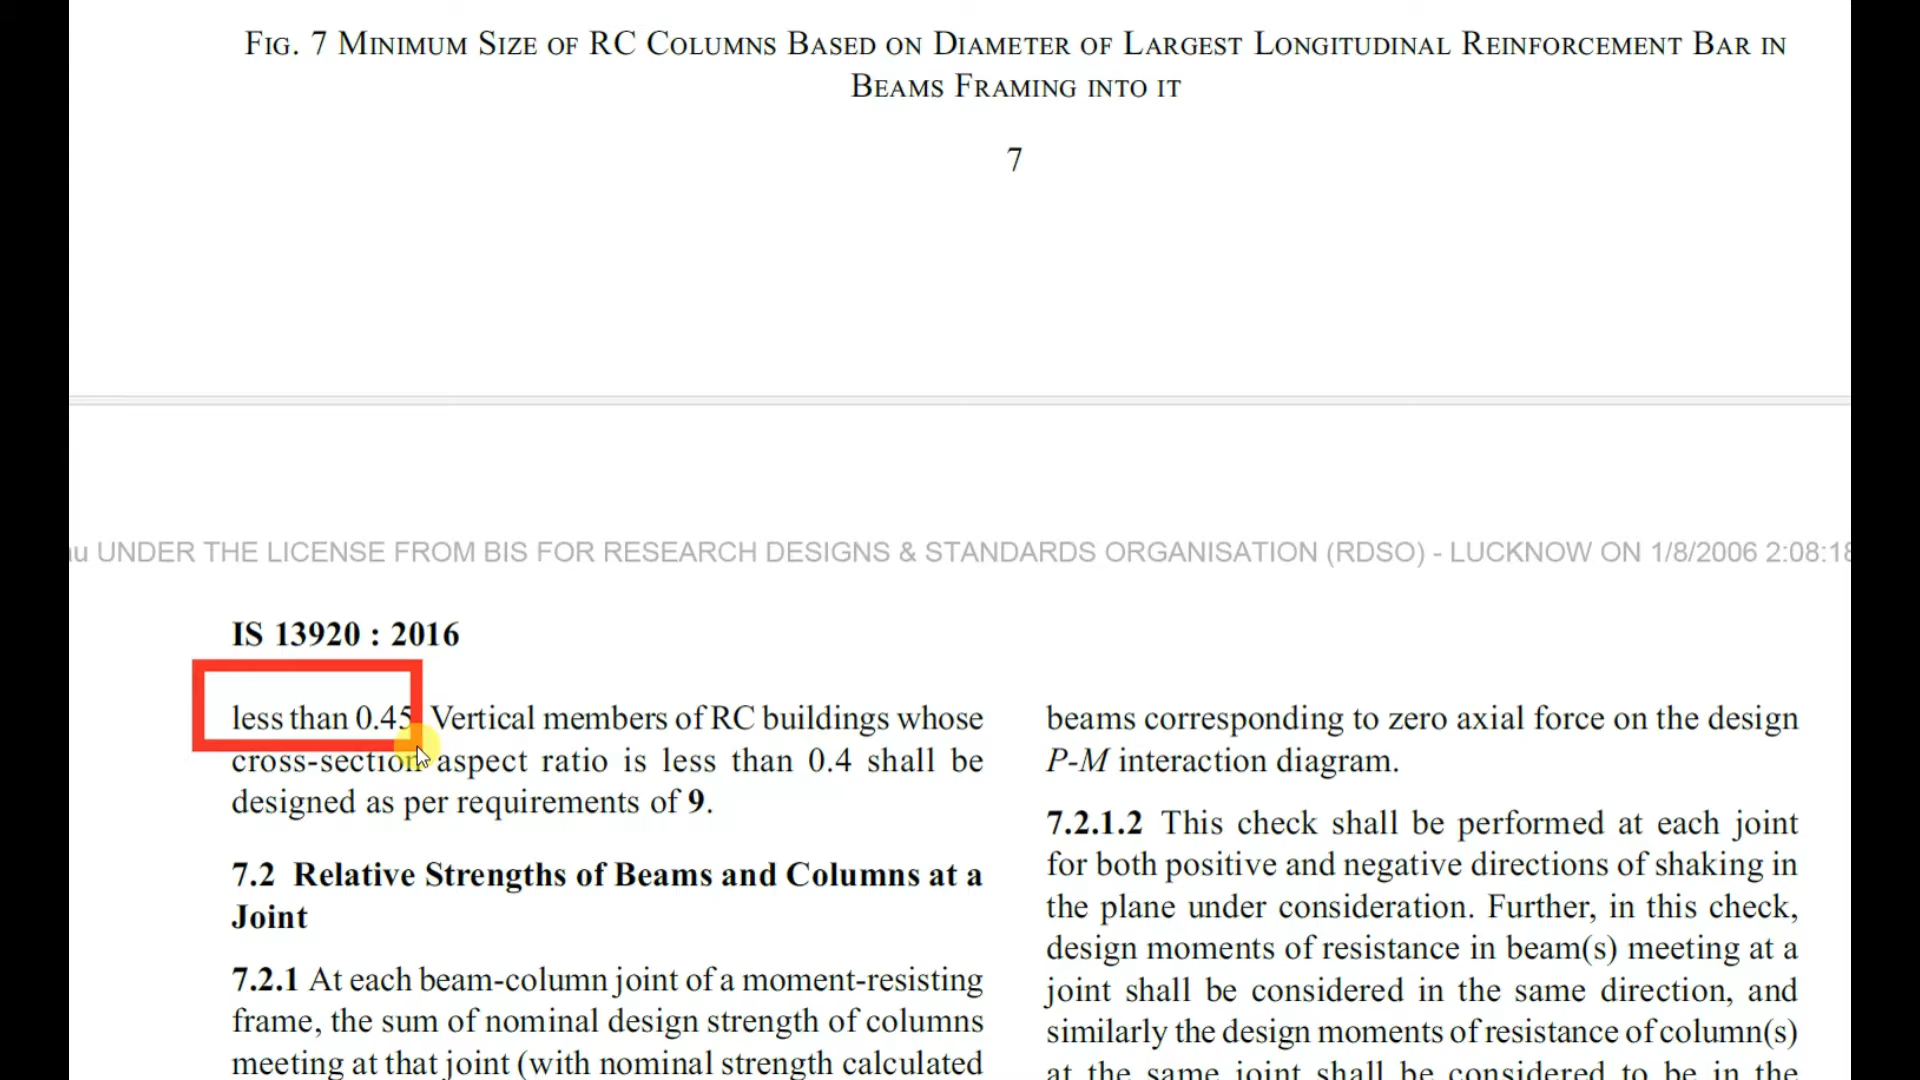 FIG. 7 MINIMUM SIZE OF RC COLUMNS BASED ON DIAMETER OF LARGEST LONGITUDINAL REINFORCEMENT BAR IN
BEAMS FRAMING INTO IT
7
UNDER THE LICENSE FROM BIS FOR RESEARCH DESIGNS & STANDARDS ORGANISATION (RDSO) - LUCKNOW ON 1/8/2006 2:08:18
IS 13920 : 2016
less than 0.45 Vertical members of RC buildings whose
cross-section aspect ratio is less than 0.4 shall be
designed as per requirements of 9.
7.2 Relative Strengths of Beams and Columns at a
Joint
7.2.1 At each beam-column joint of a moment-resisting
frame, the sum of nominal design strength of columns
meeting at that joint (with nominal strength calculated
beams corresponding to zero axial force on the design
P-M interaction diagram.
7.2.1.2 This check shall be performed at each joint
for both positive and negative directions of shaking in
the plane under consideration. Further, in this check,
design moments of resistance in beam(s) meeting at a
joint shall be considered in the same direction, and
similarly the design moments of resistance of column(s)
at the same joint shall be considered to be in the